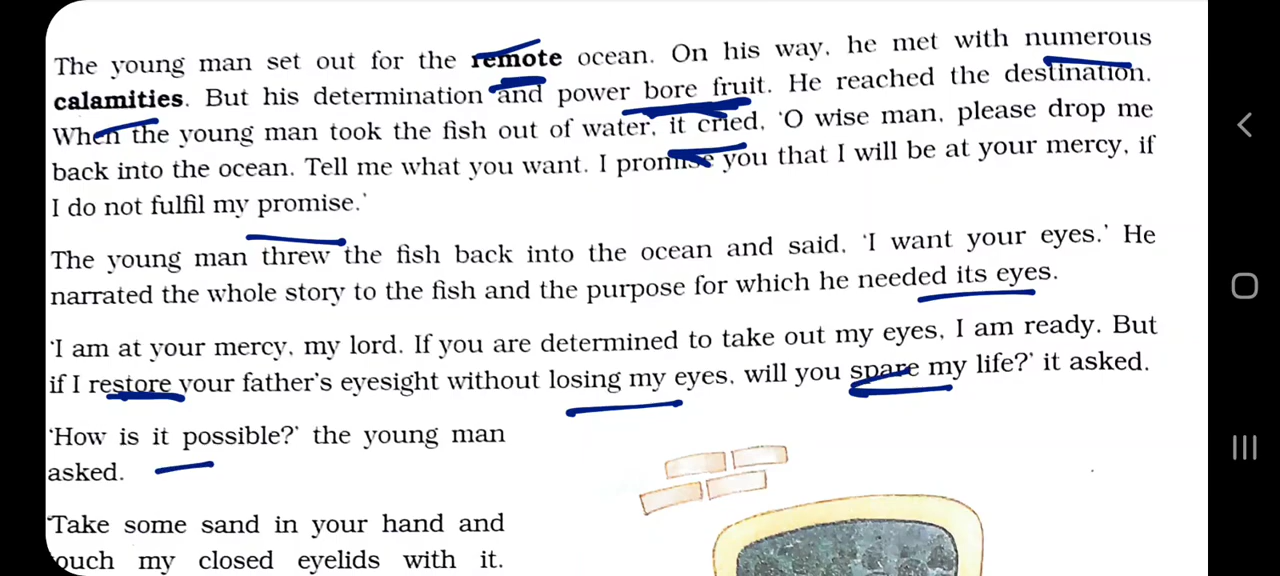 The young man set out for the remote ocean. On his way, he met with numerous
calamities. But his determination and power bore fruit. He reached the destination.
When the young man took the fish out of water, it cried, 'O wise man, please drop me
back into the ocean. Tell me what you want. I promise you that I will be at your mercy, if
I do not fulfil my promise.'
The young man threw the fish back into the ocean and said, 'I want your eyes.' He
narrated the whole story to the fish and the purpose for which he needed its eyes.
'I am at your mercy, my lord. If you are determined to take out my eyes, I am ready. But
if I restore your father's eyesight without losing my eyes, will you spare my life?' it asked.
'How is it possible?' the young man
asked.
'Take some sand in your hand and
touch my closed eyelids with it.